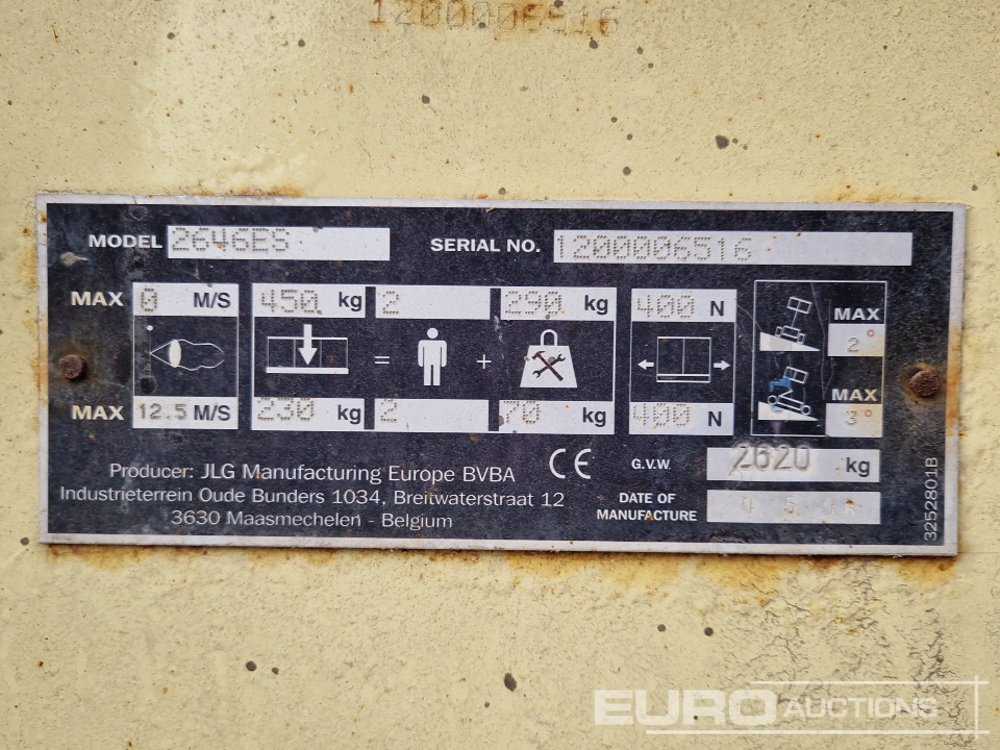 1200006516
MODEL 2646ES SERIAL NO. 1200006516
MAX 0 M/S 450 kg 2 290 kg 400 N MAX 2°
= +
MAX 12.5 M/S 230 kg 2 70 kg 400 N MAX 3°
Producer: JLG Manufacturing Europe BVBA CE G.V.W. 2620 kg
Industrieterrein Oude Bunders 1034, Breitwaterstraat 12
3630 Maasmechelen - Belgium
DATE OF
MANUFACTURE
3252801B
EURO AUCTIONS